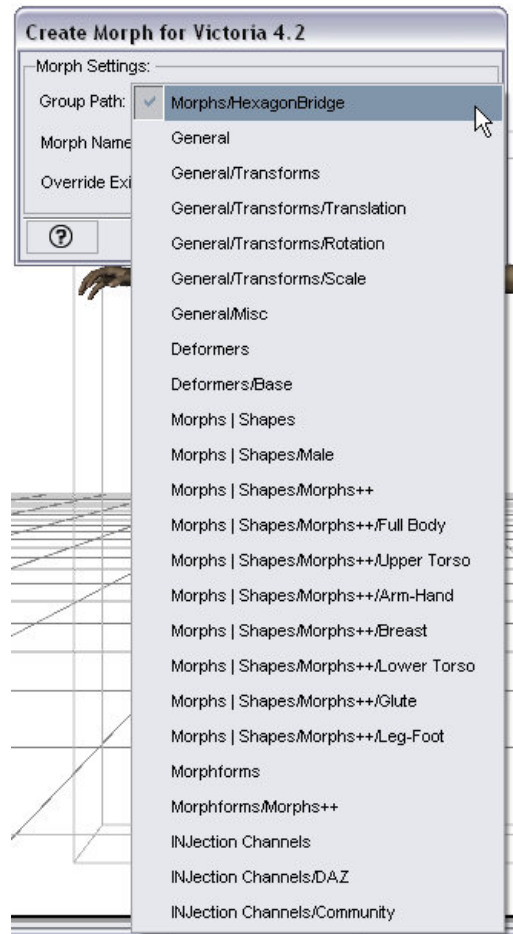 Create Morph for Victoria 4.2
Morph Settings:
Group Path:
Morphs/HexagonBridge
Morph Name
General
General/Transforms
Override Exi
General/Transforms/Translation
?
General/Transforms/Rotation
General/Transforms/Scale
General/Misc
Deformers
Deformers/Base
Morphs | Shapes
Morphs | Shapes/Male
Morphs | Shapes/Morphs++
Morphs | Shapes/Morphs++/Full Body
Morphs | Shapes/Morphs++/Upper Torso
Morphs | Shapes/Morphs++/Arm-Hand
Morphs | Shapes/Morphs++/Breast
Morphs | Shapes/Morphs++/Lower Torso
Morphs | Shapes/Morphs++/Glute
Morphs | Shapes/Morphs++/Leg-Foot
Morphforms
Morphforms/Morphs++
INJection Channels
INJection Channels/DAZ
INJection Channels/Community